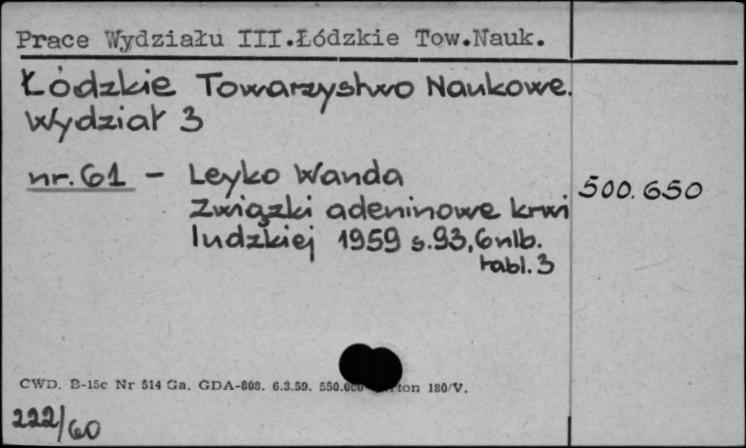 Prace Wydziału III.Łódzkie Tow.Nauk.
Łódzkie Towarzystwo Naukowe.
Wydział 3
nr.61 - Leyko Wanda
500.650
Związki adeninowe krwi
ludzkiej 1959 s.93,6nlb.
tabl.3
CWD. B-15c Nr 514 Ga. GDA-808. 6.3.59. 180/V.
222/60